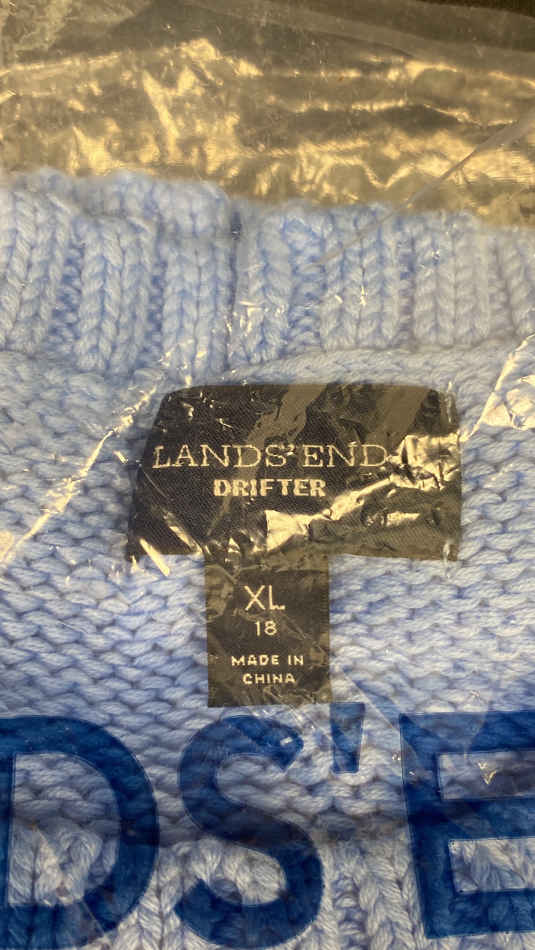 LANDS' END
DRIFTER
XL
18
MADE IN
CHINA
DS'E